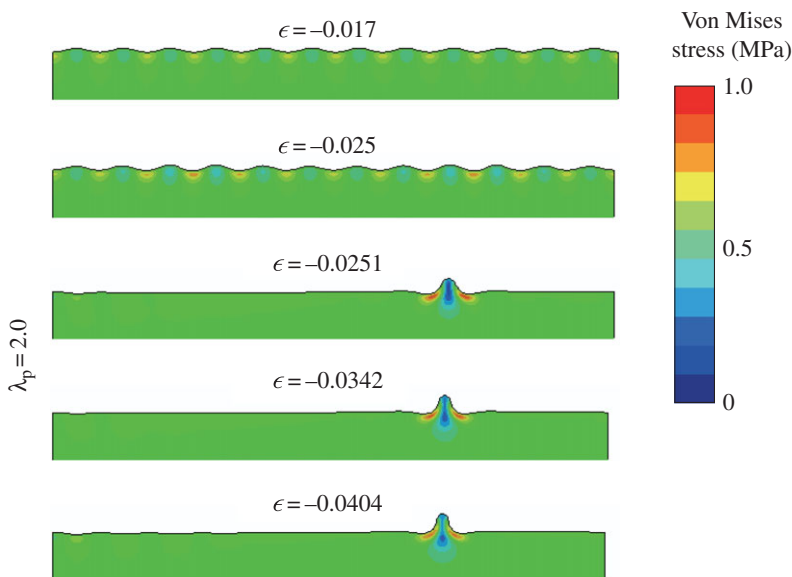 ϵ = –0.017
ϵ = –0.025
ϵ = –0.0251
ϵ = –0.0342
ϵ = –0.0404
λp = 2.0
Von Mises
stress (MPa)
1.0
0.5
0